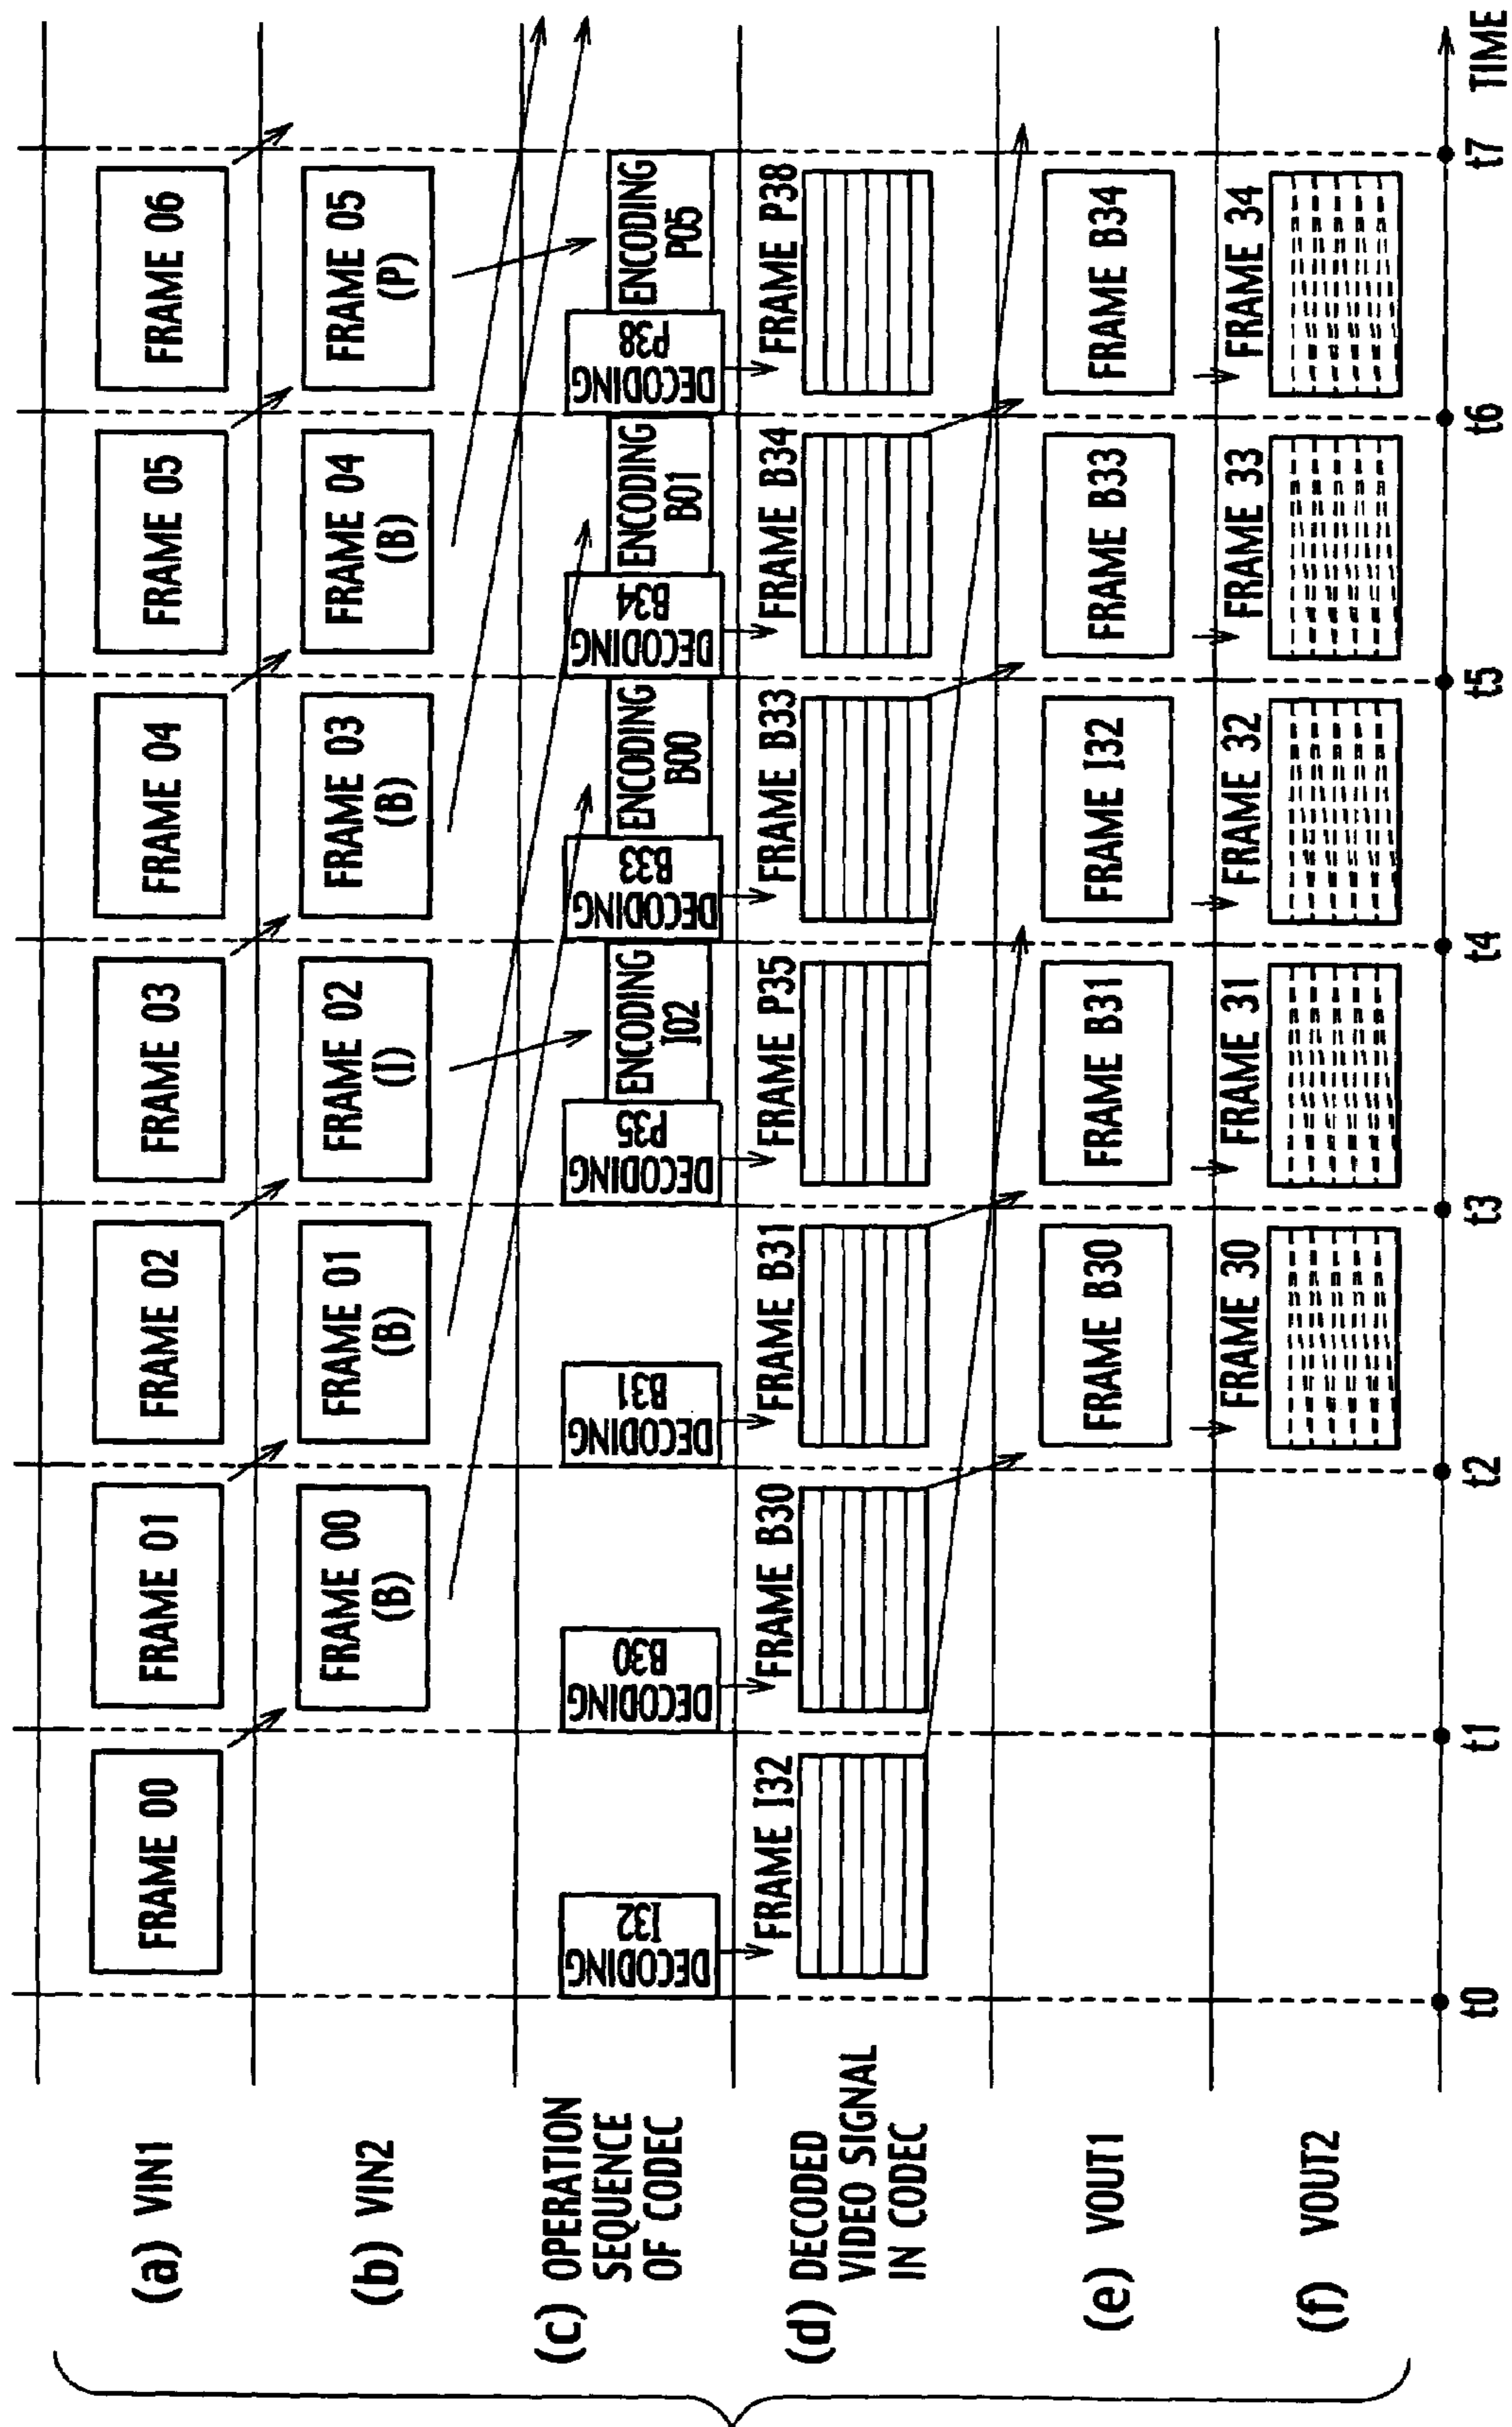 (a) VIN1
FRAME 00
FRAME 01
FRAME 02
FRAME 03
FRAME 04
FRAME 05
FRAME 06
(b) VIN2
FRAME 00
(B)
FRAME 01
(B)
FRAME 02
(I)
FRAME 03
(B)
FRAME 04
(B)
FRAME 05
(P)
(c) OPERATION
SEQUENCE
OF CODEC
DECODING
I32
DECODING
B30
DECODING
B31
DECODING
P35
ENCODING
I02
DECODING
B33
ENCODING
B00
DECODING
B34
ENCODING
B01
DECODING
P38
ENCODING
P05
(d) DECODED
VIDEO SIGNAL
IN CODEC
FRAME I32
FRAME B30
FRAME B31
FRAME P35
FRAME B33
FRAME B34
FRAME P38
(e) VOUT1
FRAME B30
FRAME B31
FRAME I32
FRAME B33
FRAME B34
(f) VOUT2
FRAME 30
FRAME 31
FRAME 32
FRAME 33
FRAME 34
t0
t1
t2
t3
t4
t5
t6
t7
TIME